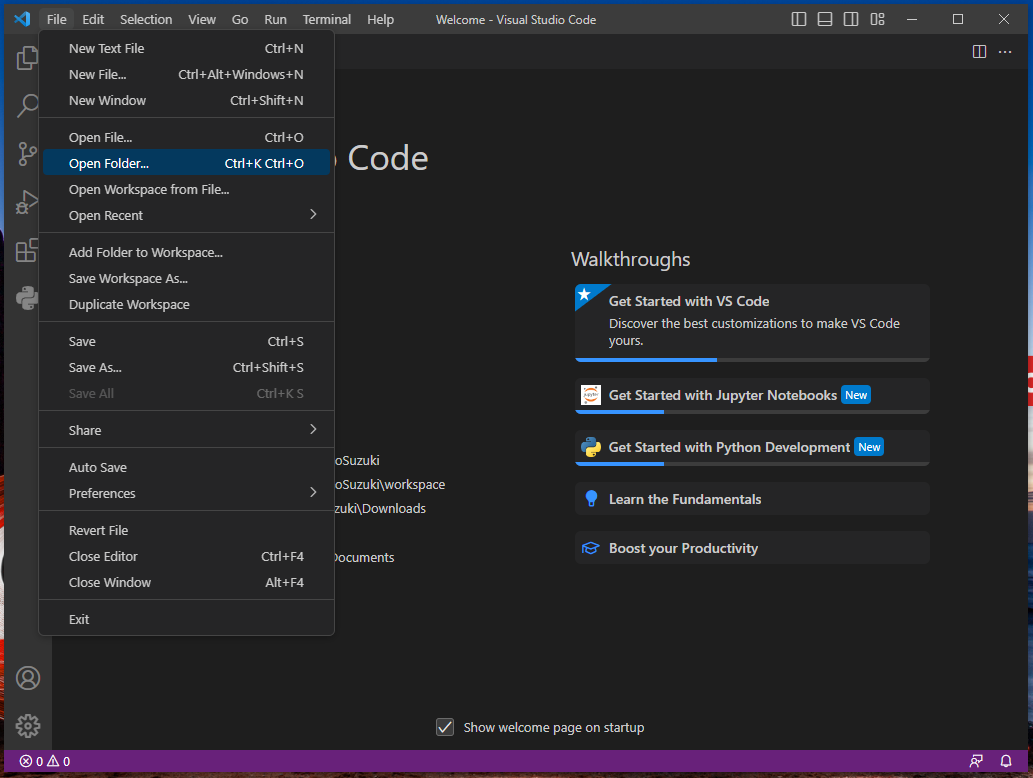 File Edit Selection View Go Run Terminal Help Welcome - Visual Studio Code
New Text File Ctrl+N
New File... Ctrl+Alt+Windows+N
New Window Ctrl+Shift+N
Open File... Ctrl+O
Open Folder... Ctrl+K Ctrl+O
Open Workspace from File...
Open Recent
Add Folder to Workspace...
Save Workspace As...
Duplicate Workspace
Save Ctrl+S
Save As... Ctrl+Shift+S
Save All Ctrl+K S
Share
Auto Save
Preferences
Revert File
Close Editor Ctrl+F4
Close Window Alt+F4
Exit
Code
oSuzuki
oSuzuki\workspace
zuki\Downloads
Documents
Walkthroughs
Get Started with VS Code
Discover the best customizations to make VS Code
yours.
Get Started with Jupyter Notebooks New
Get Started with Python Development New
Learn the Fundamentals
Boost your Productivity
Show welcome page on startup
0 0